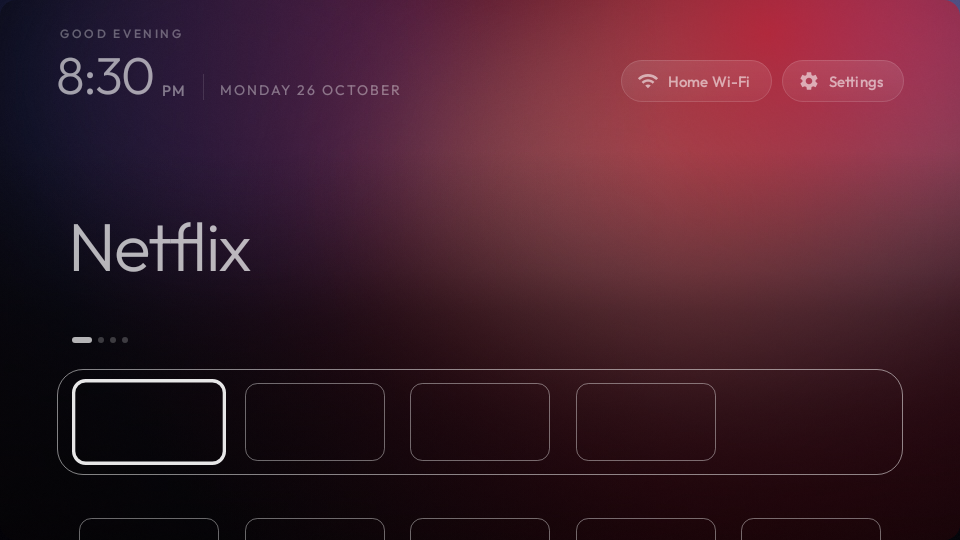 GOOD EVENING
8:30 PM
MONDAY 26 OCTOBER
Home Wi-Fi
Settings
Netflix